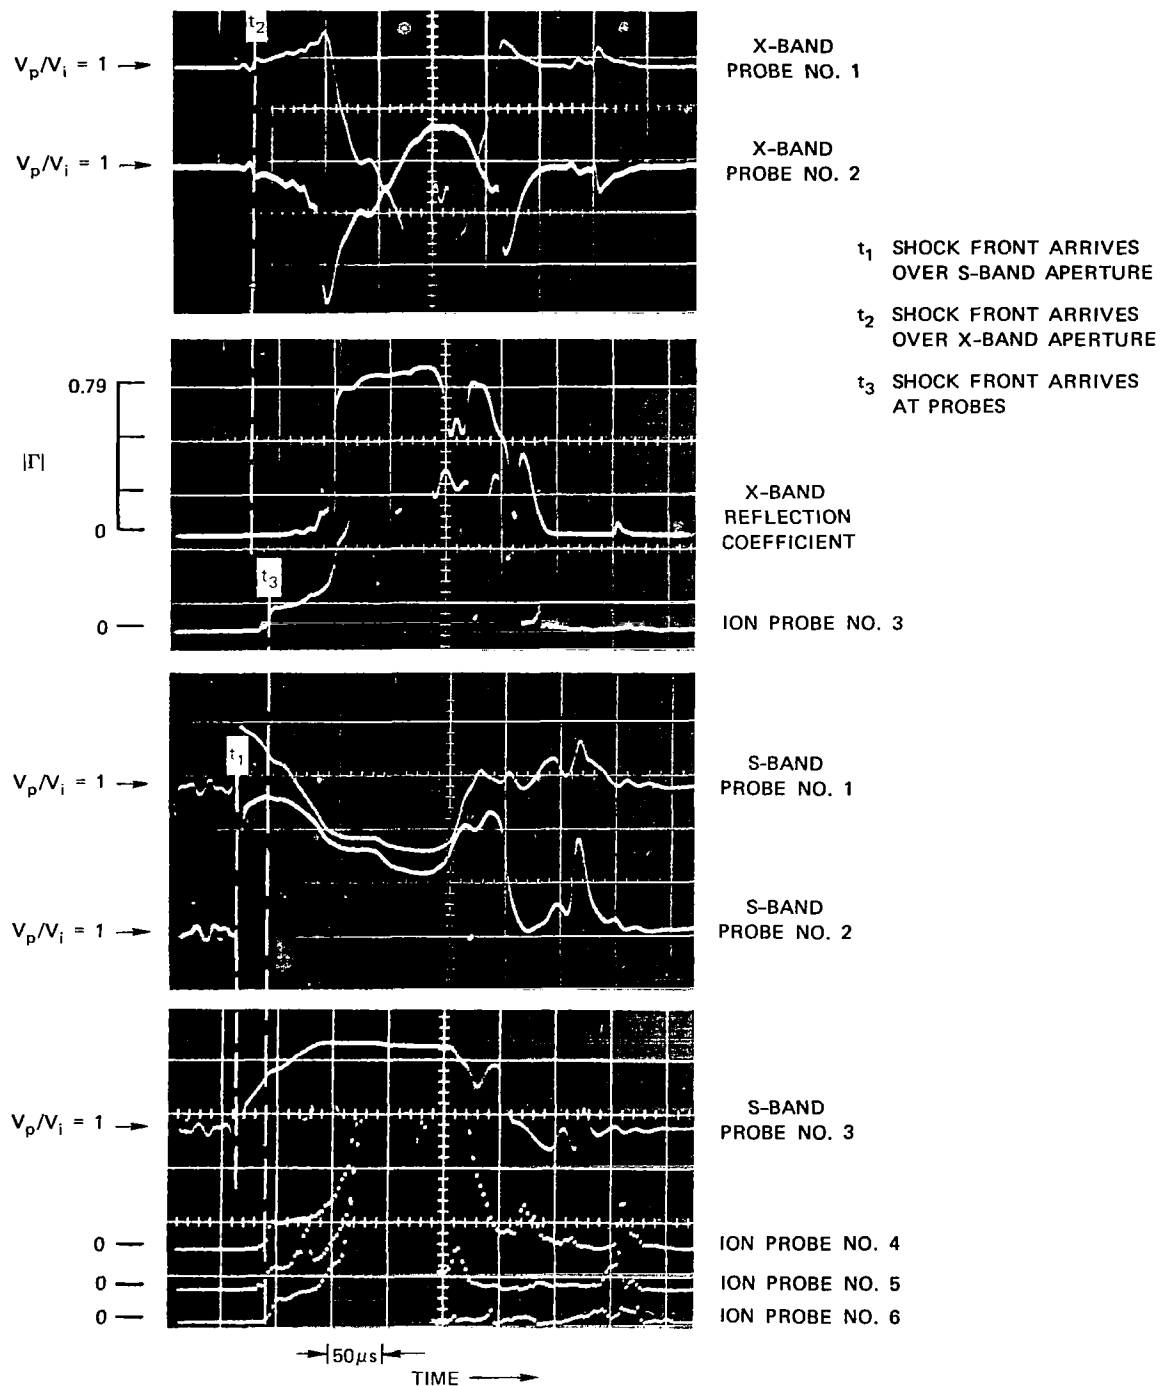 t2
Vp/Vi = 1
X-BAND
PROBE NO. 1
Vp/Vi = 1
X-BAND
PROBE NO. 2
t1 SHOCK FRONT ARRIVES
OVER S-BAND APERTURE
t2 SHOCK FRONT ARRIVES
OVER X-BAND APERTURE
t3 SHOCK FRONT ARRIVES
AT PROBES
0.79
|Γ|
0
X-BAND
REFLECTION
COEFFICIENT
t3
0
ION PROBE NO. 3
t1
Vp/Vi = 1
S-BAND
PROBE NO. 1
Vp/Vi = 1
S-BAND
PROBE NO. 2
Vp/Vi = 1
S-BAND
PROBE NO. 3
0
ION PROBE NO. 4
0
ION PROBE NO. 5
0
ION PROBE NO. 6
50μs
TIME